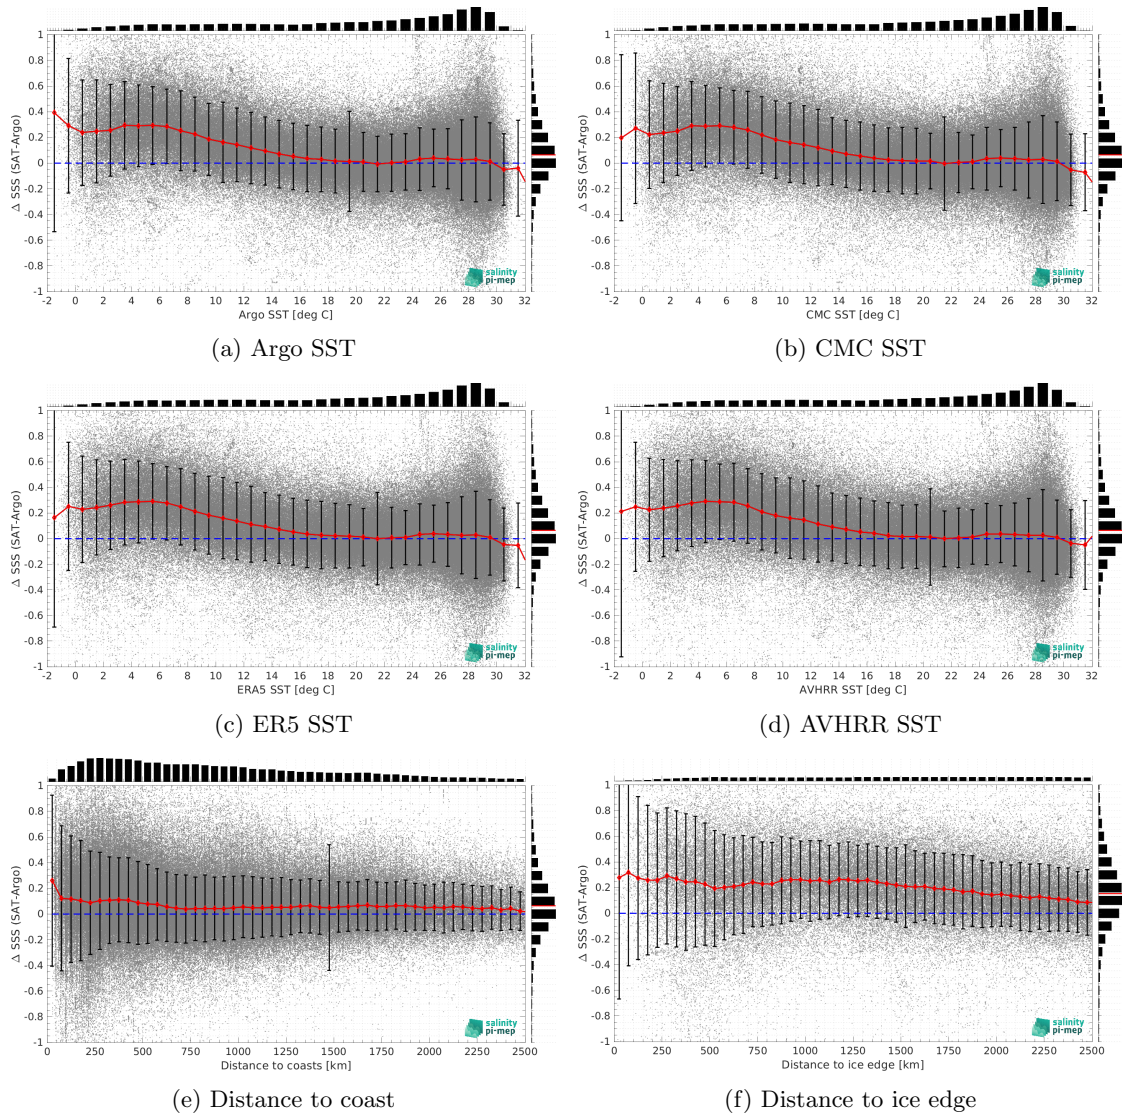 1
0.8
0.6
0.4
0.2
0
-0.2
-0.4
-0.6
-0.8
-1
Δ SSS (SAT-Argo)
salinity
pi-mep
-2 0 2 4 6 8 10 12 14 16 18 20 22 24 26 28 30 32
Argo SST [deg C]
(a) Argo SST
1
0.8
0.6
0.4
0.2
0
-0.2
-0.4
-0.6
-0.8
-1
Δ SSS (SAT-Argo)
salinity
pi-mep
-2 0 2 4 6 8 10 12 14 16 18 20 22 24 26 28 30 32
CMC SST [deg C]
(b) CMC SST
1
0.8
0.6
0.4
0.2
0
-0.2
-0.4
-0.6
-0.8
-1
Δ SSS (SAT-Argo)
salinity
pi-mep
-2 0 2 4 6 8 10 12 14 16 18 20 22 24 26 28 30 32
ERA5 SST [deg C]
(c) ER5 SST
1
0.8
0.6
0.4
0.2
0
-0.2
-0.4
-0.6
-0.8
-1
Δ SSS (SAT-Argo)
salinity
pi-mep
-2 0 2 4 6 8 10 12 14 16 18 20 22 24 26 28 30 32
AVHRR SST [deg C]
(d) AVHRR SST
1
0.8
0.6
0.4
0.2
0
-0.2
-0.4
-0.6
-0.8
-1
Δ SSS (SAT-Argo)
salinity
pi-mep
0 250 500 750 1000 1250 1500 1750 2000 2250 2500
Distance to coasts [km]
(e) Distance to coast
1
0.8
0.6
0.4
0.2
0
-0.2
-0.4
-0.6
-0.8
-1
Δ SSS (SAT-Argo)
salinity
pi-mep
0 250 500 750 1000 1250 1500 1750 2000 2250 2500
Distance to ice edge [km]
(f) Distance to ice edge